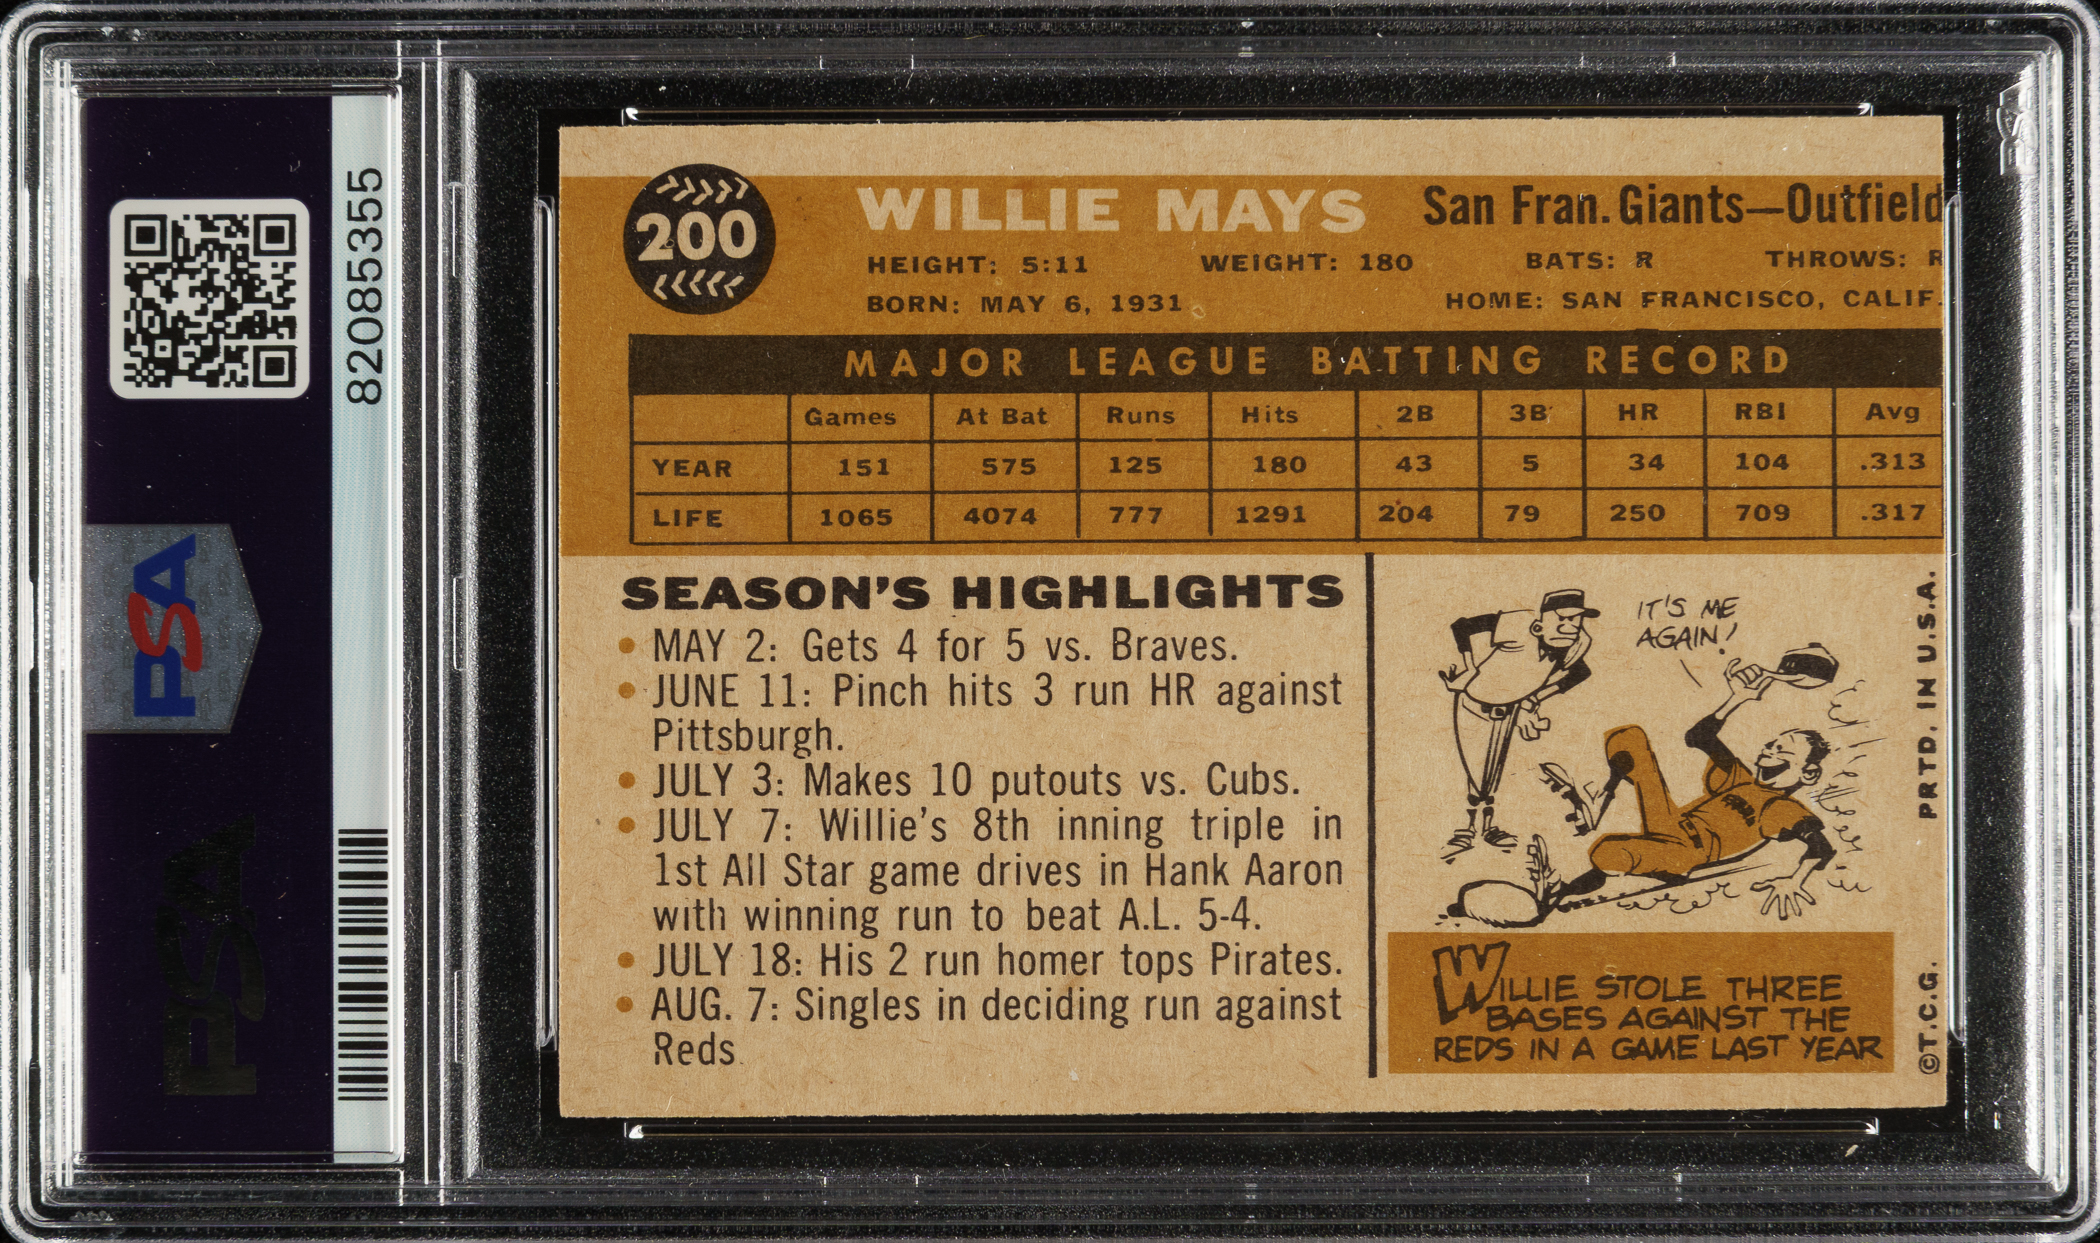 82085355
PSA
PSA
200
WILLIE MAYS San Fran. Giants—Outfield
HEIGHT: 5:11 WEIGHT: 180 BATS: R THROWS: R
BORN: MAY 6, 1931 HOME: SAN FRANCISCO, CALIF.
MAJOR LEAGUE BATTING RECORD
Games At Bat Runs Hits 2B 3B HR RBI Avg
YEAR 151 575 125 180 43 5 34 104 .313
LIFE 1065 4074 777 1291 204 79 250 709 .317
SEASON'S HIGHLIGHTS
• MAY 2: Gets 4 for 5 vs. Braves.
• JUNE 11: Pinch hits 3 run HR against
Pittsburgh.
• JULY 3: Makes 10 putouts vs. Cubs.
• JULY 7: Willie's 8th inning triple in
1st All Star game drives in Hank Aaron
with winning run to beat A.L. 5-4.
• JULY 18: His 2 run homer tops Pirates.
• AUG. 7: Singles in deciding run against
Reds
IT'S ME
AGAIN!
WILLIE STOLE THREE
BASES AGAINST THE
REDS IN A GAME LAST YEAR
©T.C.G. PRTD. IN U.S.A.